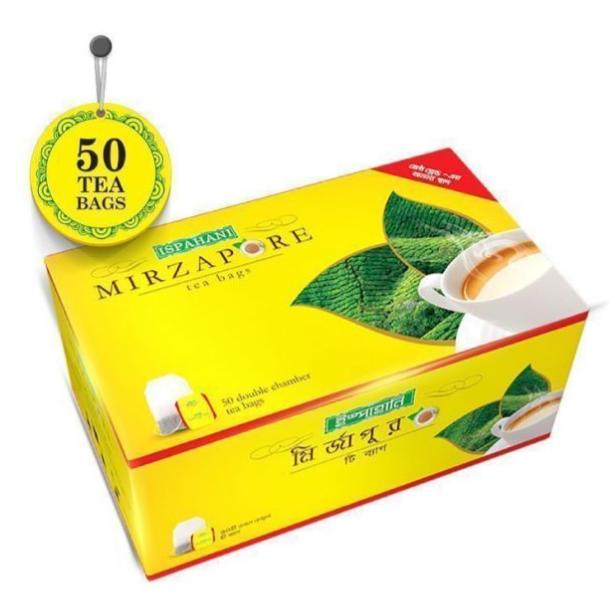 50
TEA
BAGS
ISPAHANI
MIRZAPORE
tea bags
50 double chamber
tea bags
ইস্পাহানি
মির্জাপুর
টি ব্যাগ